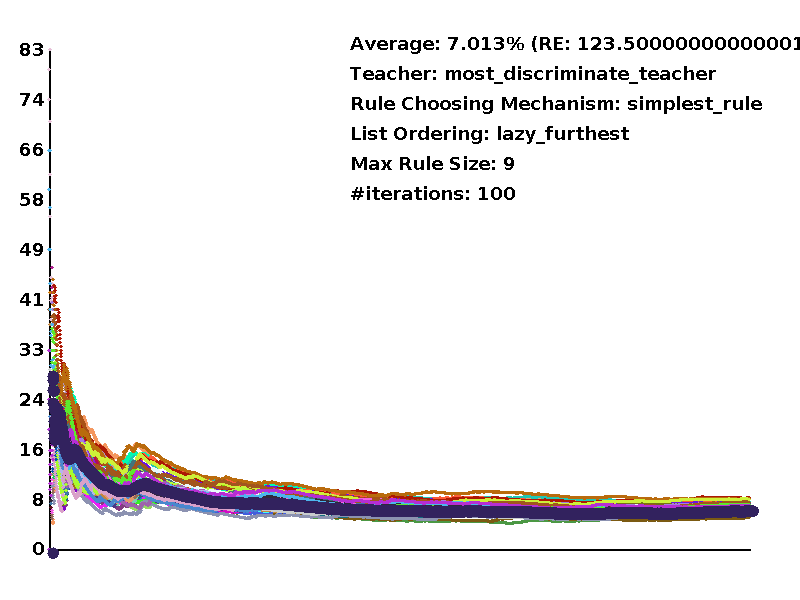 Average: 7.013% (RE: 123.50000000000001
Teacher: most_discriminate_teacher
Rule Choosing Mechanism: simplest_rule
List Ordering: lazy_furthest
Max Rule Size: 9
#iterations: 100
83
74
66
58
49
41
33
24
16
8
0